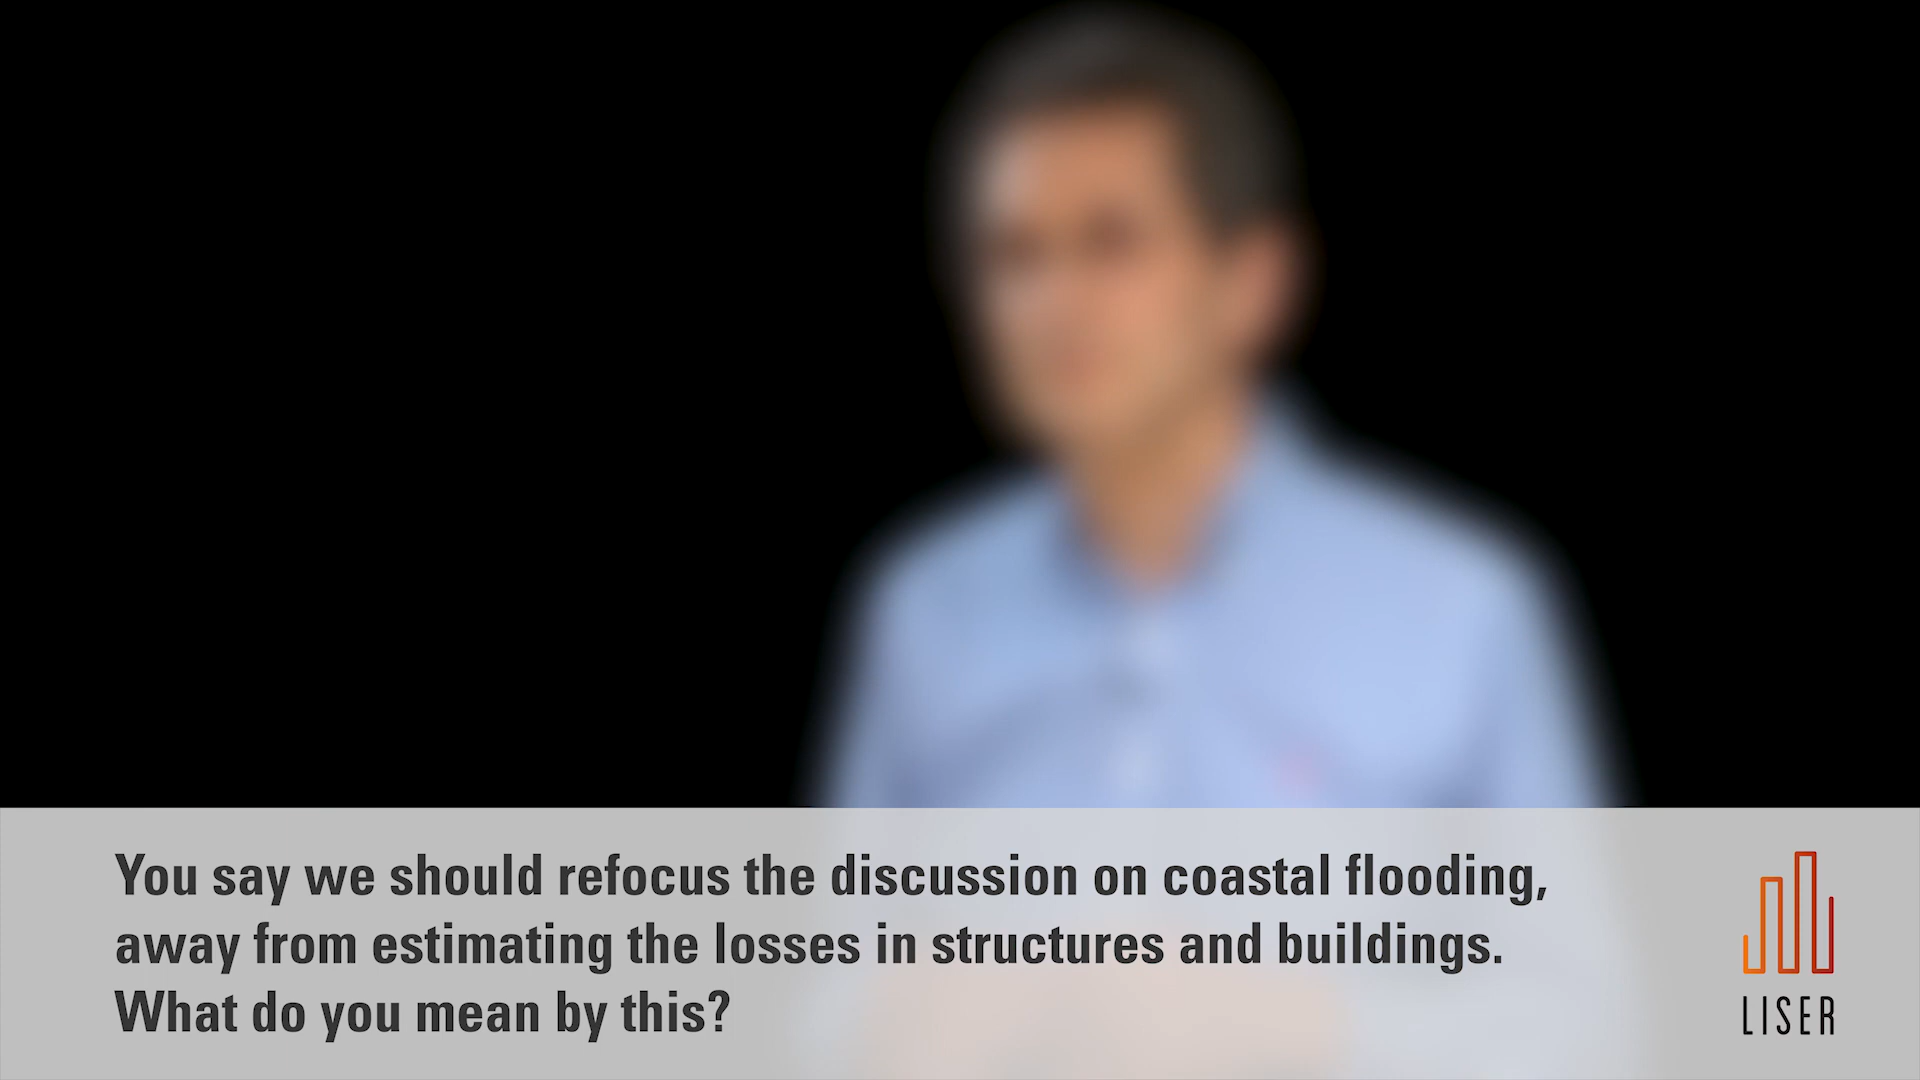 You say we should refocus the discussion on coastal flooding,
away from estimating the losses in structures and buildings.
What do you mean by this?
LISER